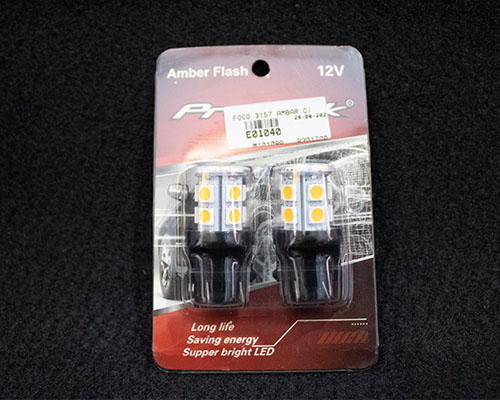 Amber Flash 12V
FOCO 3157 AMBAR C/
E01040
Long life
Saving energy
Supper bright LED